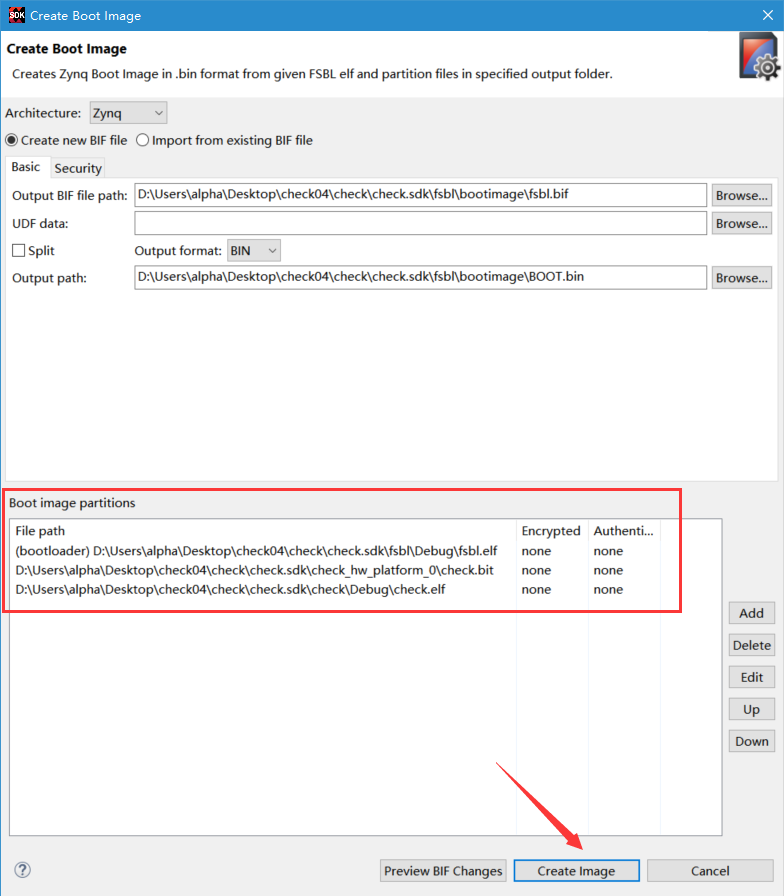 SDK Create Boot Image
Create Boot Image
Creates Zynq Boot Image in .bin format from given FSBL elf and partition files in specified output folder.
Architecture: Zynq
Create new BIF file Import from existing BIF file
Basic Security
Output BIF file path: D:\Users\alpha\Desktop\check04\check\check.sdk\fsbl\bootimage\fsbl.bif Browse...
UDF data: Browse...
Split Output format: BIN
Output path: D:\Users\alpha\Desktop\check04\check\check.sdk\fsbl\bootimage\BOOT.bin Browse...
Boot image partitions
File path Encrypted Authenti...
(bootloader) D:\Users\alpha\Desktop\check04\check\check.sdk\fsbl\Debug\fsbl.elf none none
D:\Users\alpha\Desktop\check04\check\check.sdk\check_hw_platform_0\check.bit none none
D:\Users\alpha\Desktop\check04\check\check.sdk\check\Debug\check.elf none none
Add
Delete
Edit
Up
Down
? Preview BIF Changes Create Image Cancel